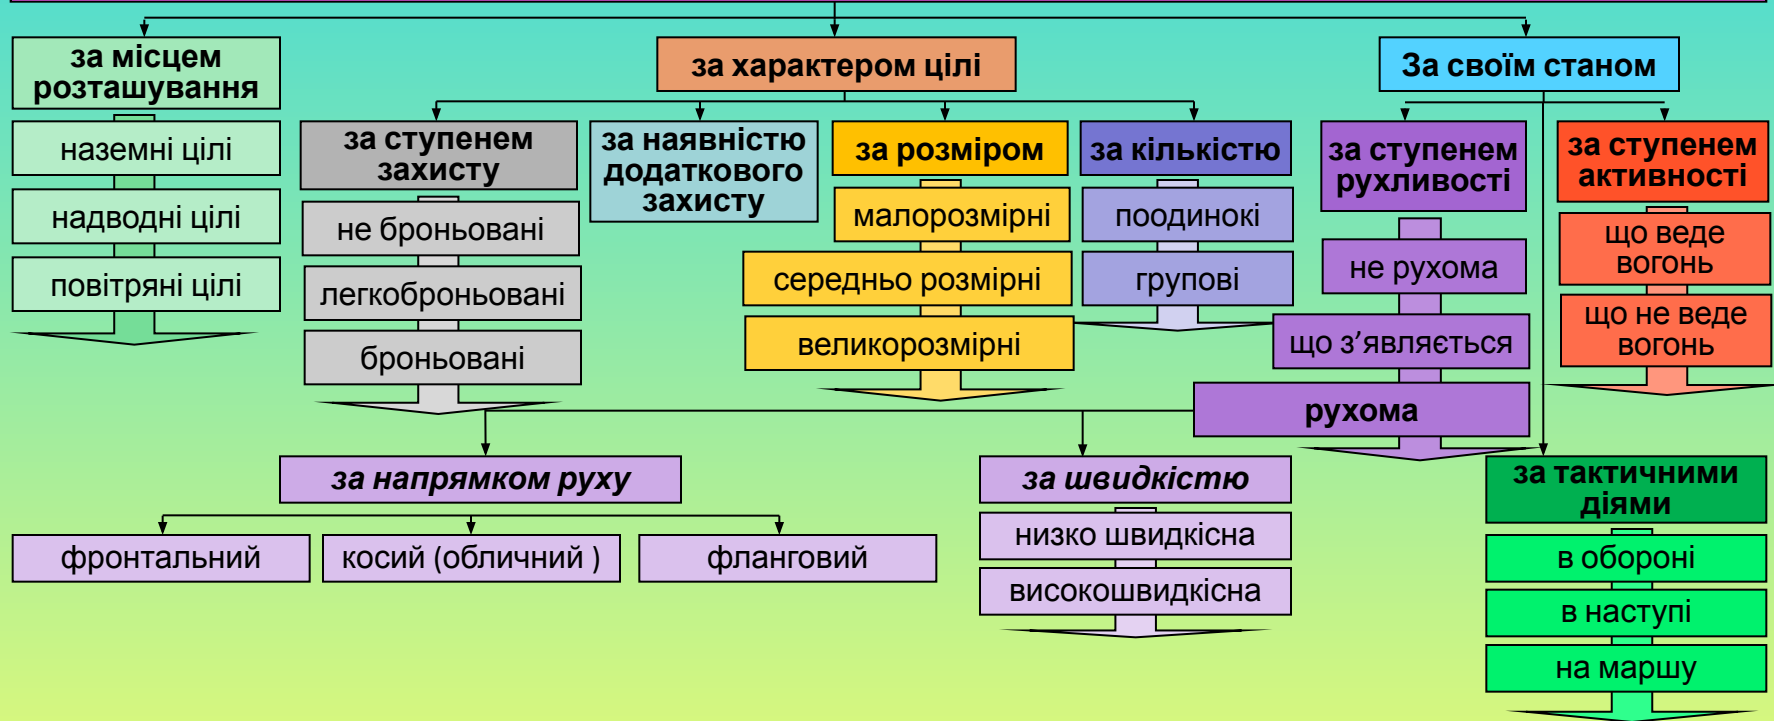 за місцем
розташування
наземні цілі
надводні цілі
повітряні цілі
за характером цілі
за ступенем
захисту
не броньовані
легкоброньовані
броньовані
за наявністю
додаткового
захисту
за розміром
малорозмірні
середньо розмірні
великорозмірні
за кількістю
поодинокі
групові
За своїм станом
за ступенем
рухливості
не рухома
що з’являється
рухома
за ступенем
активності
що веде
вогонь
що не веде
вогонь
за напрямком руху
фронтальний
косий (обличний )
фланговий
за швидкістю
низко швидкісна
високошвидкісна
за тактичними
діями
в обороні
в наступі
на маршу